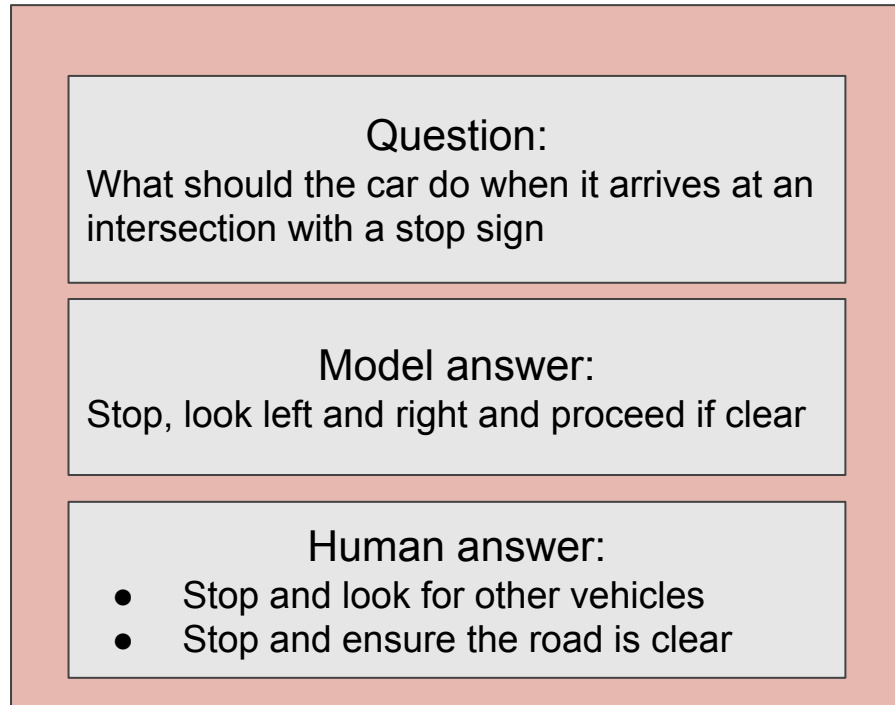 Question:
What should the car do when it arrives at an
intersection with a stop sign
Model answer:
Stop, look left and right and proceed if clear
Human answer:
● Stop and look for other vehicles
● Stop and ensure the road is clear